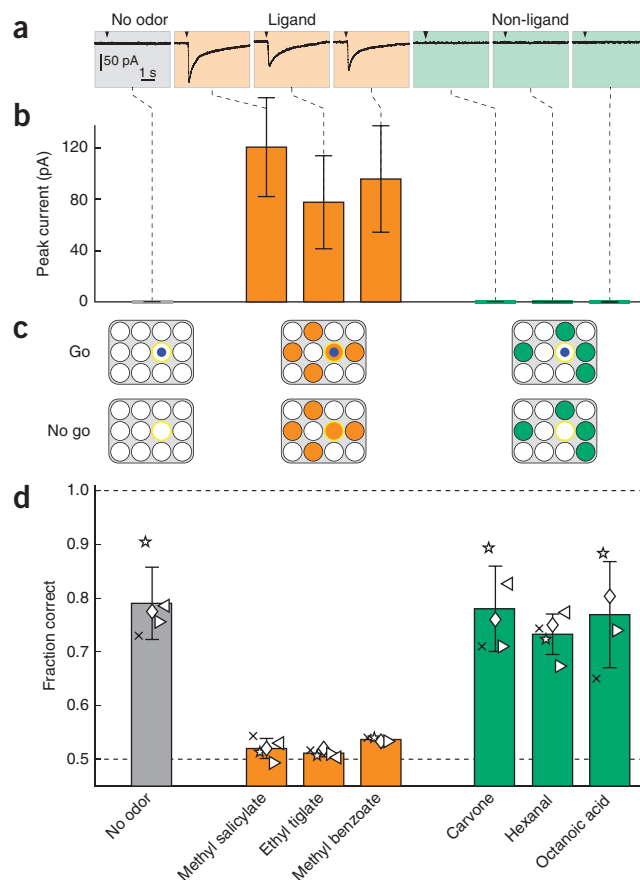 a
No odor
Ligand
Non-ligand
50 pA
1 s
b
Peak current (pA)
120
80
40
0
c
Go
No go
d
Fraction correct
1.0
0.9
0.8
0.7
0.6
0.5
No odor
Methyl salicylate
Ethyl tiglate
Methyl benzoate
Carvone
Hexanal
Octanoic acid